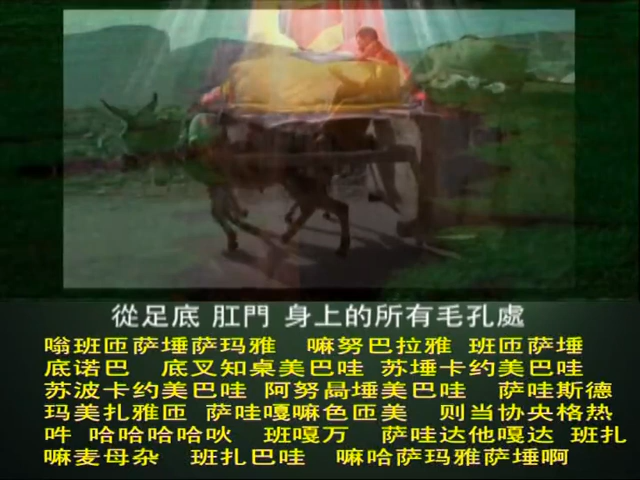 從足底 肛門 身上的所有毛孔處
嗡班匝萨埵萨玛雅 嘛努巴拉雅 班匝萨埵
底诺巴 底叉知桌美巴哇 苏埵卡约美巴哇
苏波卡约美巴哇 阿努晶埵美巴哇 萨哇斯德
玛美扎雅匝 萨哇嘎嘛色匝美 则当协央格热
吽 哈哈哈哈吙 班嘎万 萨哇达他嘎达 班扎
嘛麦母杂 班扎巴哇 嘛哈萨玛雅萨埵啊